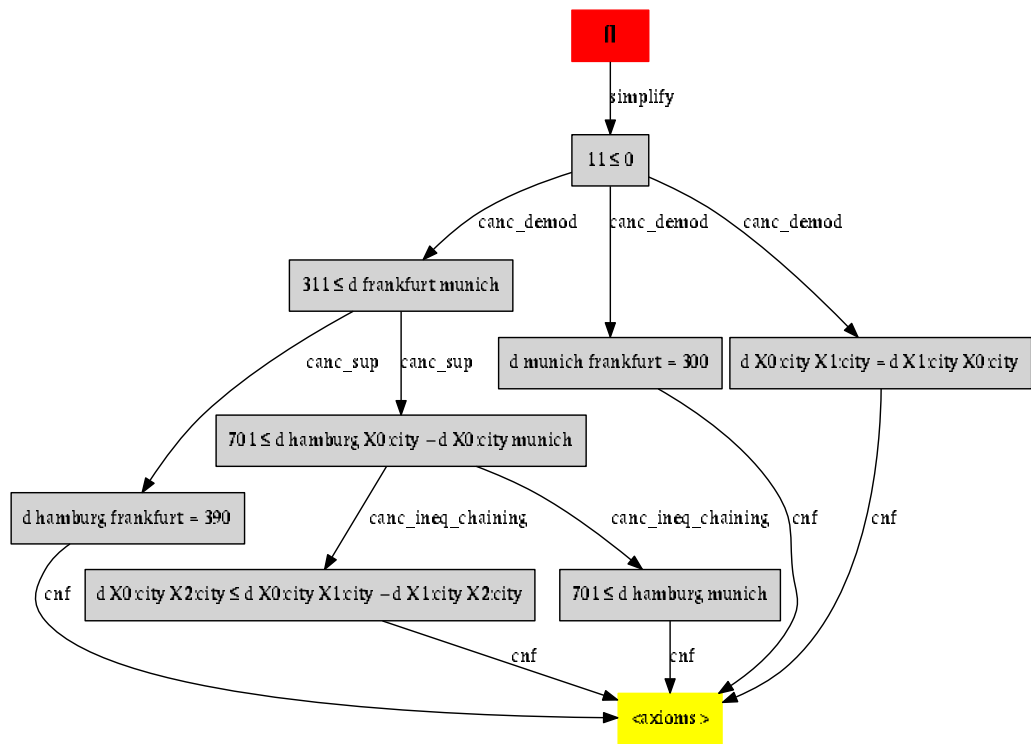 []
simplify
11 ≤ 0
canc_demod
canc_demod
canc_demod
311 ≤ d frankfurt munich
canc_sup
canc_sup
d munich frankfurt = 300
d X0:city X1:city = d X1:city X0:city
701 ≤ d hamburg X0:city – d X0:city munich
d hamburg frankfurt = 390
canc_ineq_chaining
canc_ineq_chaining
cnf
cnf
cnf
d X0:city X2:city ≤ d X0:city X1:city – d X1:city X2:city
701 ≤ d hamburg munich
cnf
cnf
<axioms>